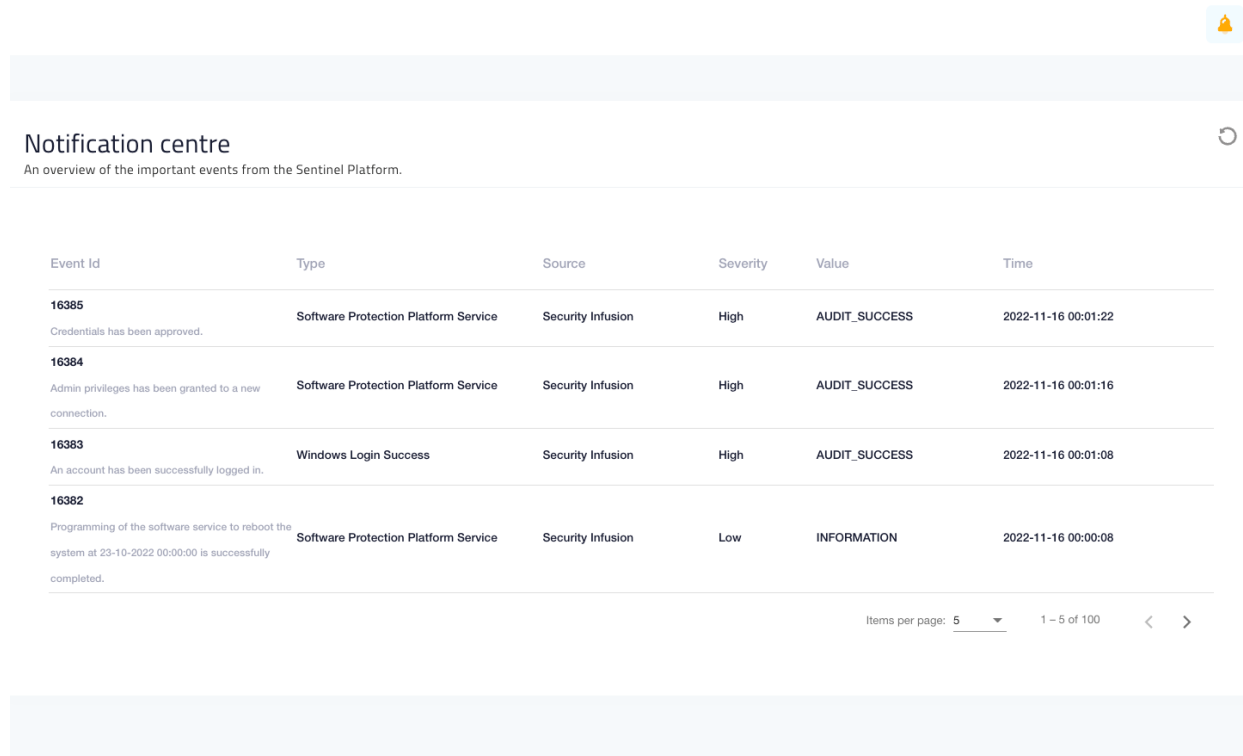 Notification centre
An overview of the important events from the Sentinel Platform.
Event Id Type Source Severity Value Time
16385
Credentials has been approved.
Software Protection Platform Service Security Infusion High AUDIT_SUCCESS 2022-11-16 00:01:22
16384
Admin privileges has been granted to a new
connection.
Software Protection Platform Service Security Infusion High AUDIT_SUCCESS 2022-11-16 00:01:16
16383
An account has been successfully logged in.
Windows Login Success Security Infusion High AUDIT_SUCCESS 2022-11-16 00:01:08
16382
Programming of the software service to reboot the
system at 23-10-2022 00:00:00 is successfully
completed.
Software Protection Platform Service Security Infusion Low INFORMATION 2022-11-16 00:00:08
Items per page: 5 1 – 5 of 100